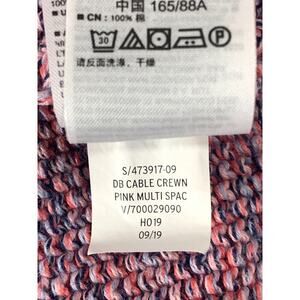 中国 165/88A
■ CN : 100% 棉
30
P
请反面洗涤、干燥
S/473917-09
DB CABLE CREWN
PINK MULTI SPAC
V/700029090
HO19
09/19